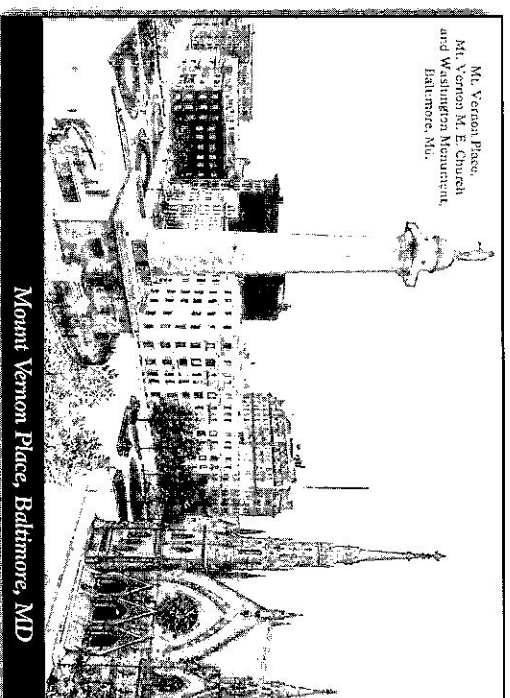 Mt. Vernon Place,
Mt. Vernon M. E. Church
and Washington Monument,
Baltimore, Md.
Mount Vernon Place, Baltimore, MD